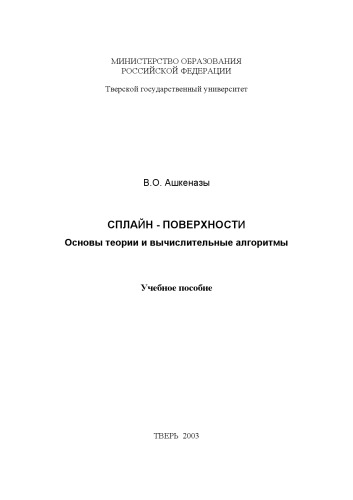 МИНИСТЕРСТВО ОБРАЗОВАНИЯ
РОССИЙСКОЙ ФЕДЕРАЦИИ
Тверской государственный университет
В.О. Ашкеназы
СПЛАЙН - ПОВЕРХНОСТИ
Основы теории и вычислительные алгоритмы
Учебное пособие
ТВЕРЬ 2003